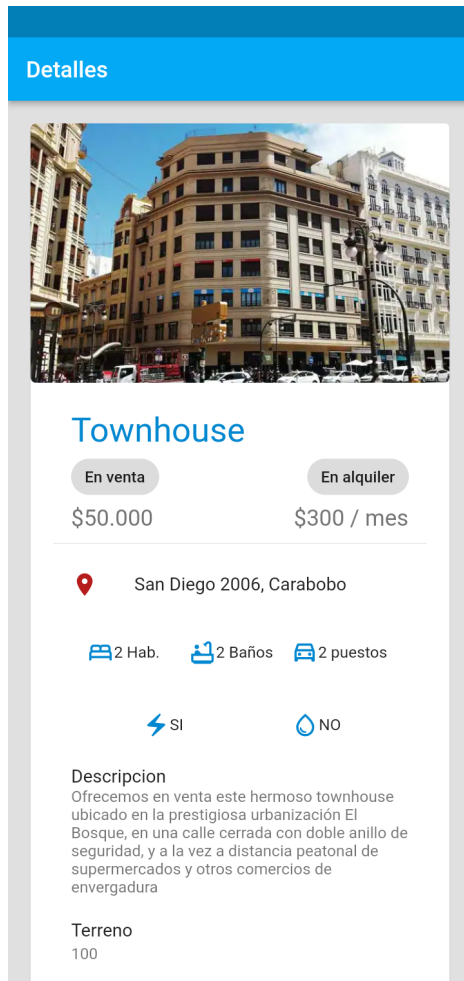 Detalles
Townhouse
En venta
En alquiler
$50.000
$300 / mes
San Diego 2006, Carabobo
2 Hab.
2 Baños
2 puestos
SI
NO
Descripcion
Ofrecemos en venta este hermoso townhouse
ubicado en la prestigiosa urbanización El
Bosque, en una calle cerrada con doble anillo de
seguridad, y a la vez a distancia peatonal de
supermercados y otros comercios de
envergadura
Terreno
100